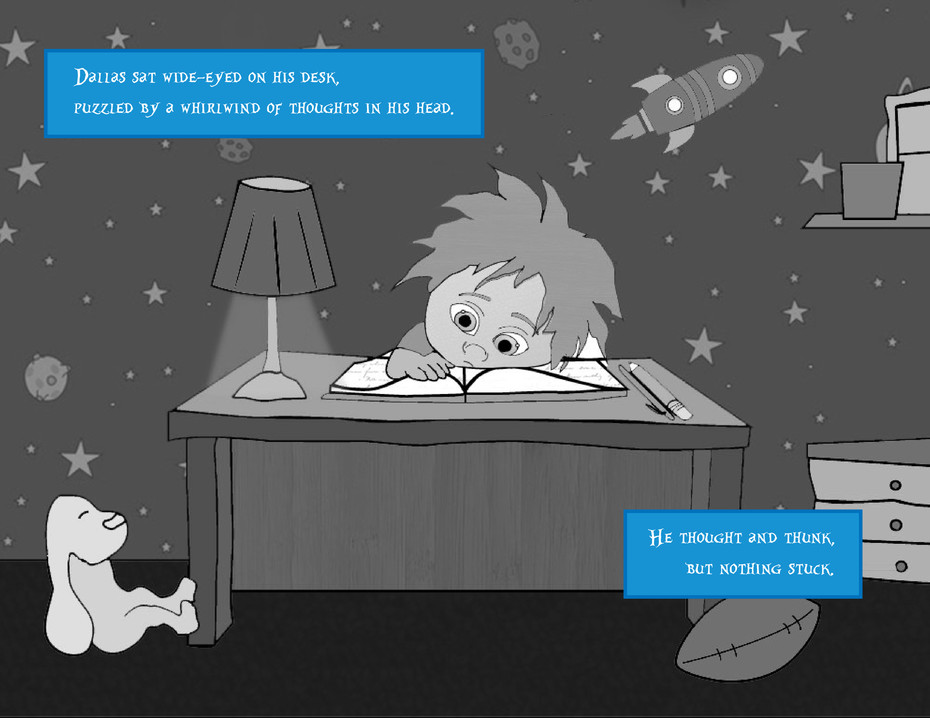 Dallas sat wide-eyed on his desk,
puzzled by a whirlwind of thoughts in his head.
He thought and thunk,
but nothing stuck.